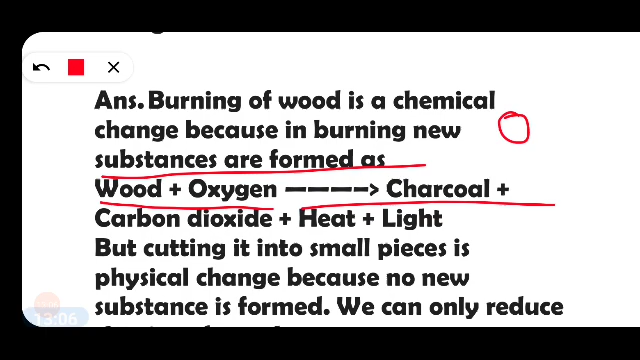 Ans. Burning of wood is a chemical
change because in burning new
substances are formed as
Wood + Oxygen –––––> Charcoal +
Carbon dioxide + Heat + Light
But cutting it into small pieces is
physical change because no new
substance is formed. We can only reduce
13:06